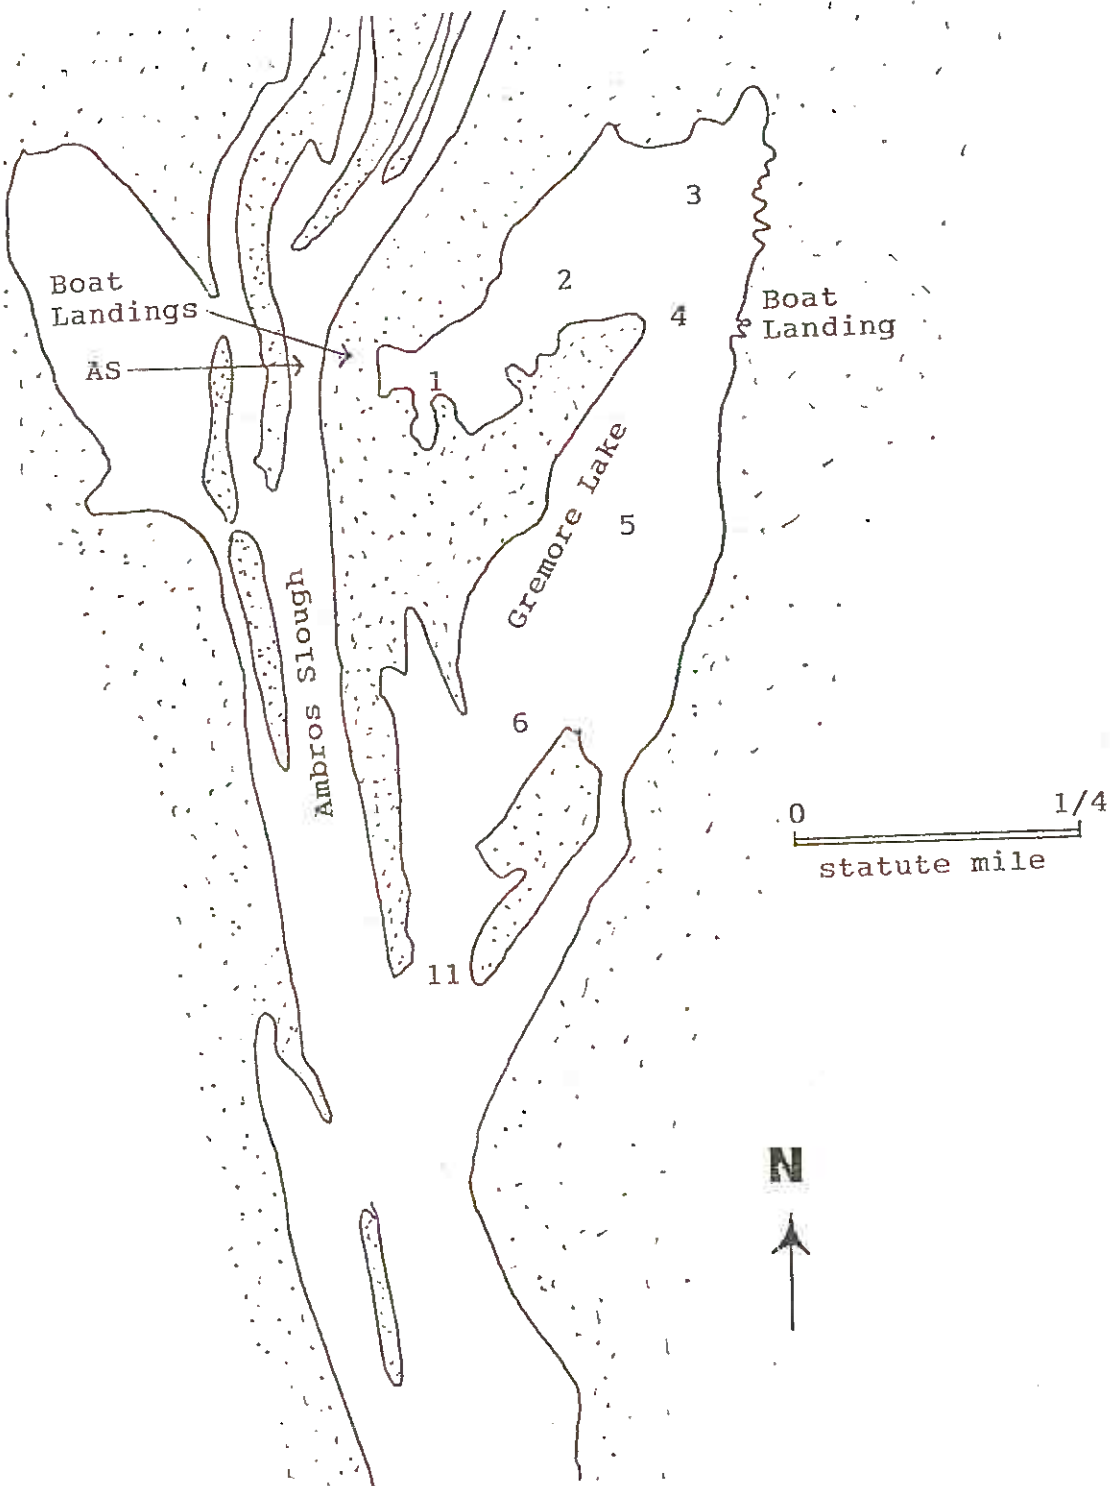 3
2
Boat
Landings
4
Boat
Landing
AS
1
Gremore Lake
5
Ambros Slough
6
0 1/4
statute mile
11
N